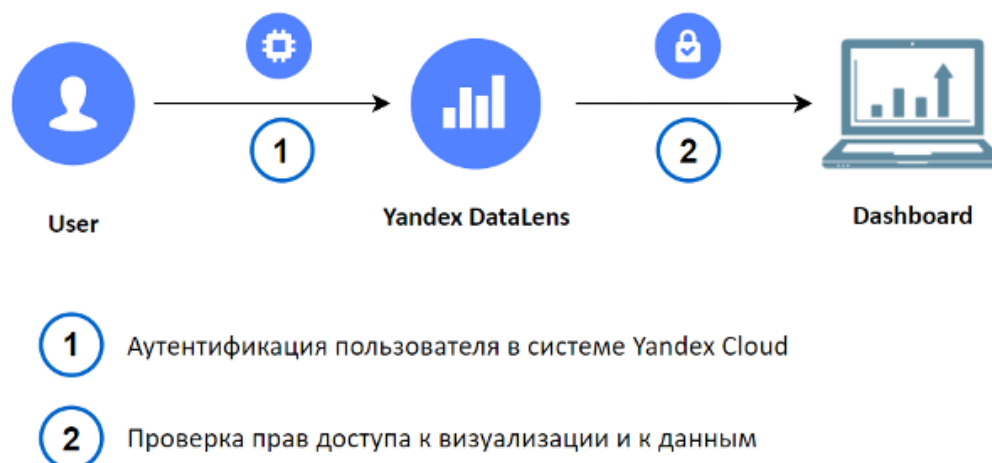 1
2
User
Yandex DataLens
Dashboard
1 Аутентификация пользователя в системе Yandex Cloud
2 Проверка прав доступа к визуализации и к данным